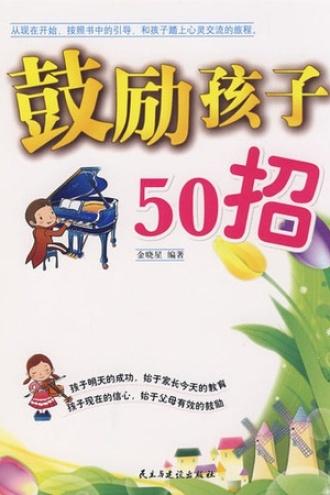 从现在开始，按照书中的引导，和孩子踏上心灵交流的旅程。
鼓励孩子
50招
金晓星 编著
孩子明天的成功，始于家长今天的教育
孩子现在的信心，始于父母有效的鼓励
民主与建设出版社